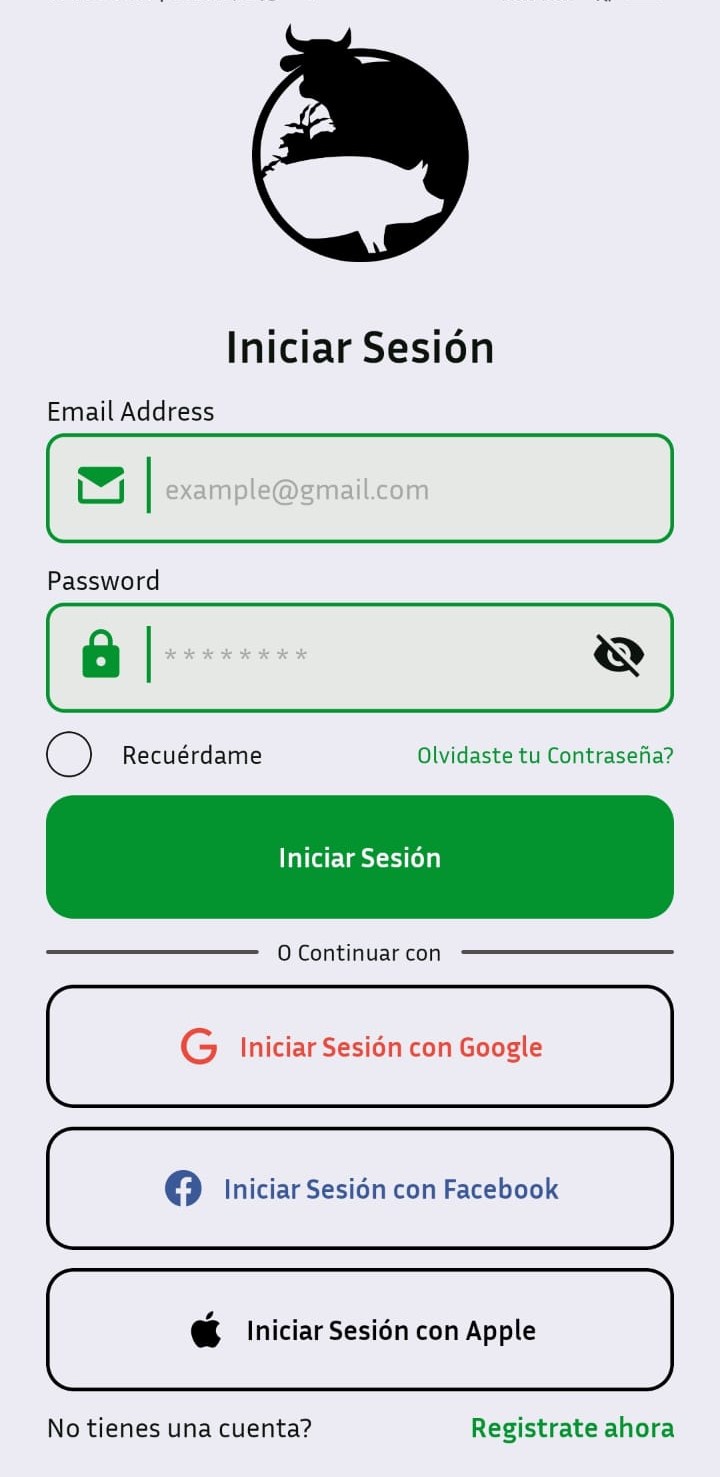 Iniciar Sesión
Email Address
example@gmail.com
Password
********
Recuérdame
Olvidaste tu Contraseña?
Iniciar Sesión
O Continuar con
Iniciar Sesión con Google
Iniciar Sesión con Facebook
Iniciar Sesión con Apple
No tienes una cuenta?
Registrate ahora